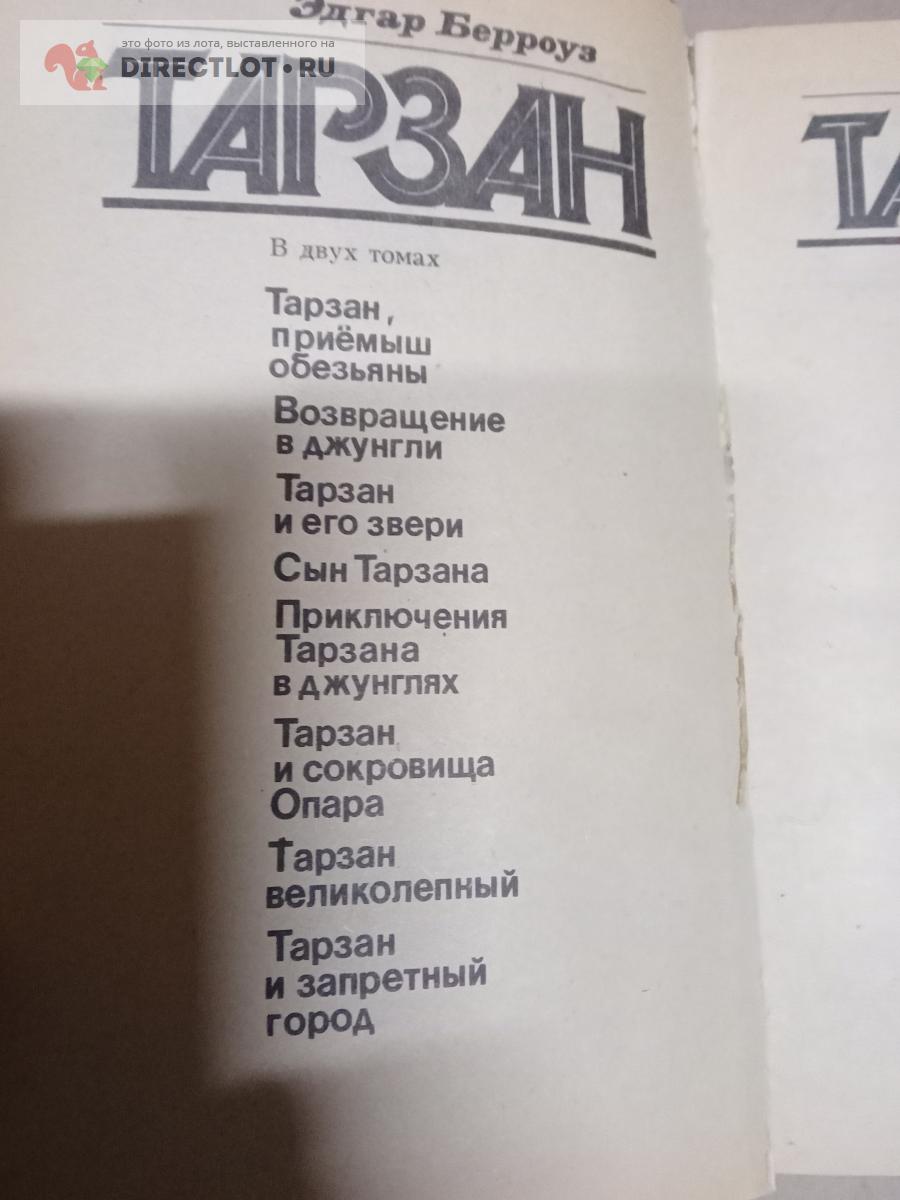 Эдгар Берроуз
это фото из лота, выставленного на
DIRECTLOT.RU
ТАРЗАН
ТА
В двух томах
Тарзан,
приёмыш
обезьяны
Возвращение
в джунгли
Тарзан
и его звери
Сын Тарзана
Приключения
Тарзана
в джунглях
Тарзан
и сокровища
Опара
Тарзан
великолепный
Тарзан
и запретный
город